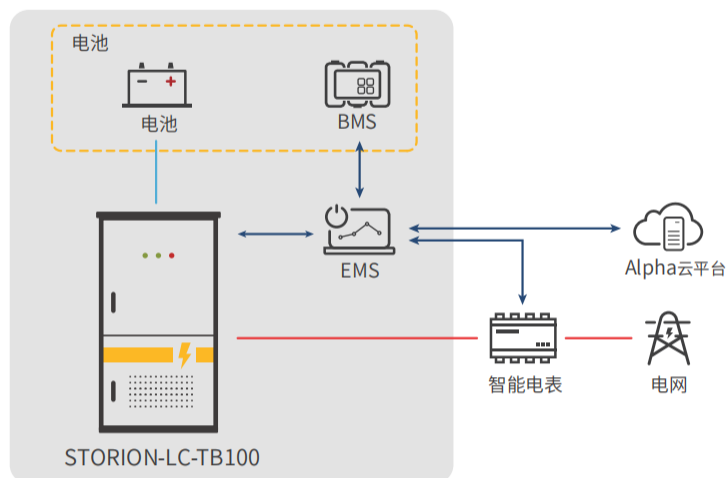 电池
电池
BMS
EMS
Alpha云平台
智能电表
电网
STORION-LC-TB100